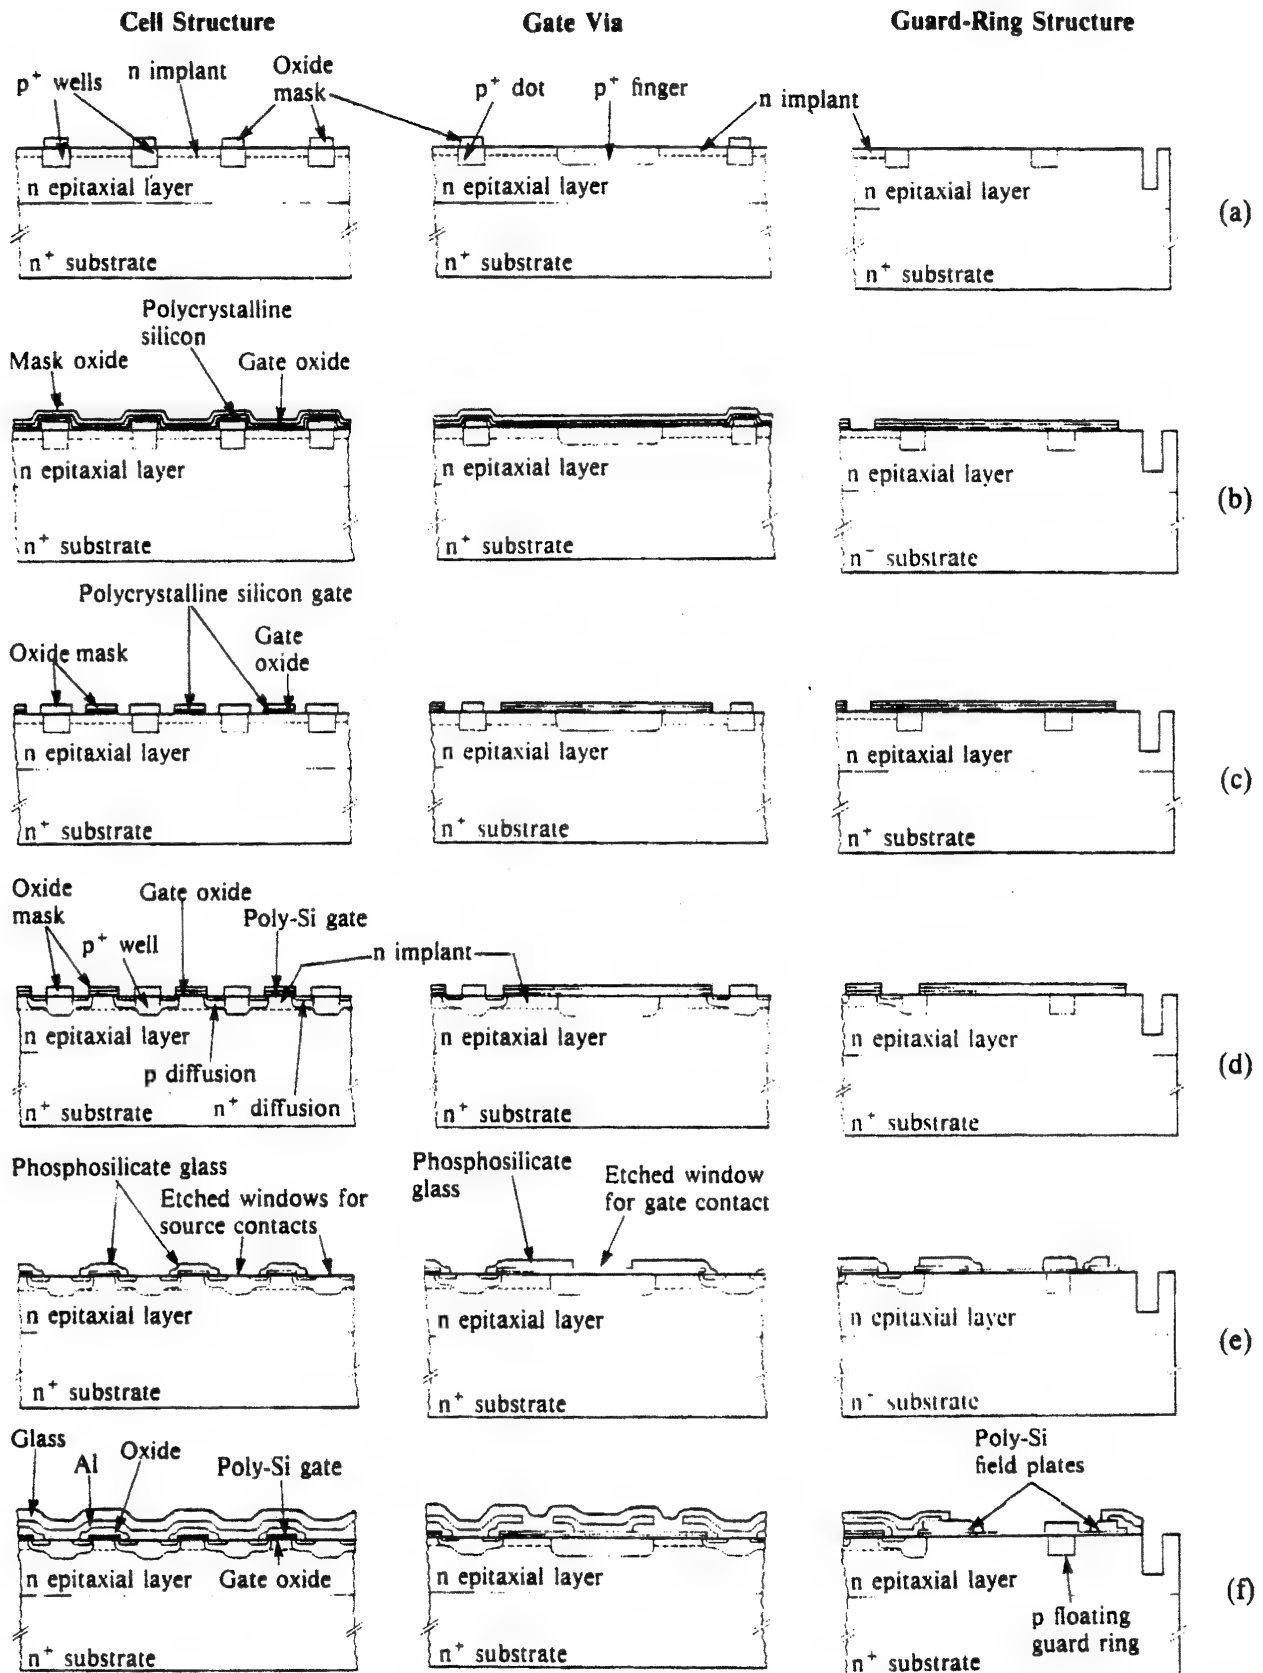 Cell Structure
Gate Via
Guard-Ring Structure
p+ wells
n implant
Oxide
mask
p+ dot
p+ finger
n implant
n epitaxial layer
n epitaxial layer
n epitaxial layer
(a)
n+ substrate
n+ substrate
n+ substrate
Polycrystalline
silicon
Mask oxide
Gate oxide
n epitaxial layer
n epitaxial layer
n epitaxial layer
(b)
n+ substrate
n+ substrate
n- substrate
Polycrystalline silicon gate
Oxide mask
Gate
oxide
n epitaxial layer
n epitaxial layer
n epitaxial layer
(c)
n+ substrate
n+ substrate
n+ substrate
Oxide
mask
Gate oxide
p+ well
Poly-Si gate
n implant
n epitaxial layer
n epitaxial layer
n epitaxial layer
(d)
p diffusion
n+ substrate
n+ diffusion
n+ substrate
n+ substrate
Phosphosilicate glass
Etched windows for
source contacts
Phosphosilicate
glass
Etched window
for gate contact
n epitaxial layer
n epitaxial layer
n epitaxial layer
(e)
n+ substrate
n+ substrate
n+ substrate
Glass
Al
Oxide
Poly-Si gate
Poly-Si
field plates
n epitaxial layer
Gate oxide
n epitaxial layer
n epitaxial layer
(f)
p floating
guard ring
n+ substrate
n+ substrate
n+ substrate